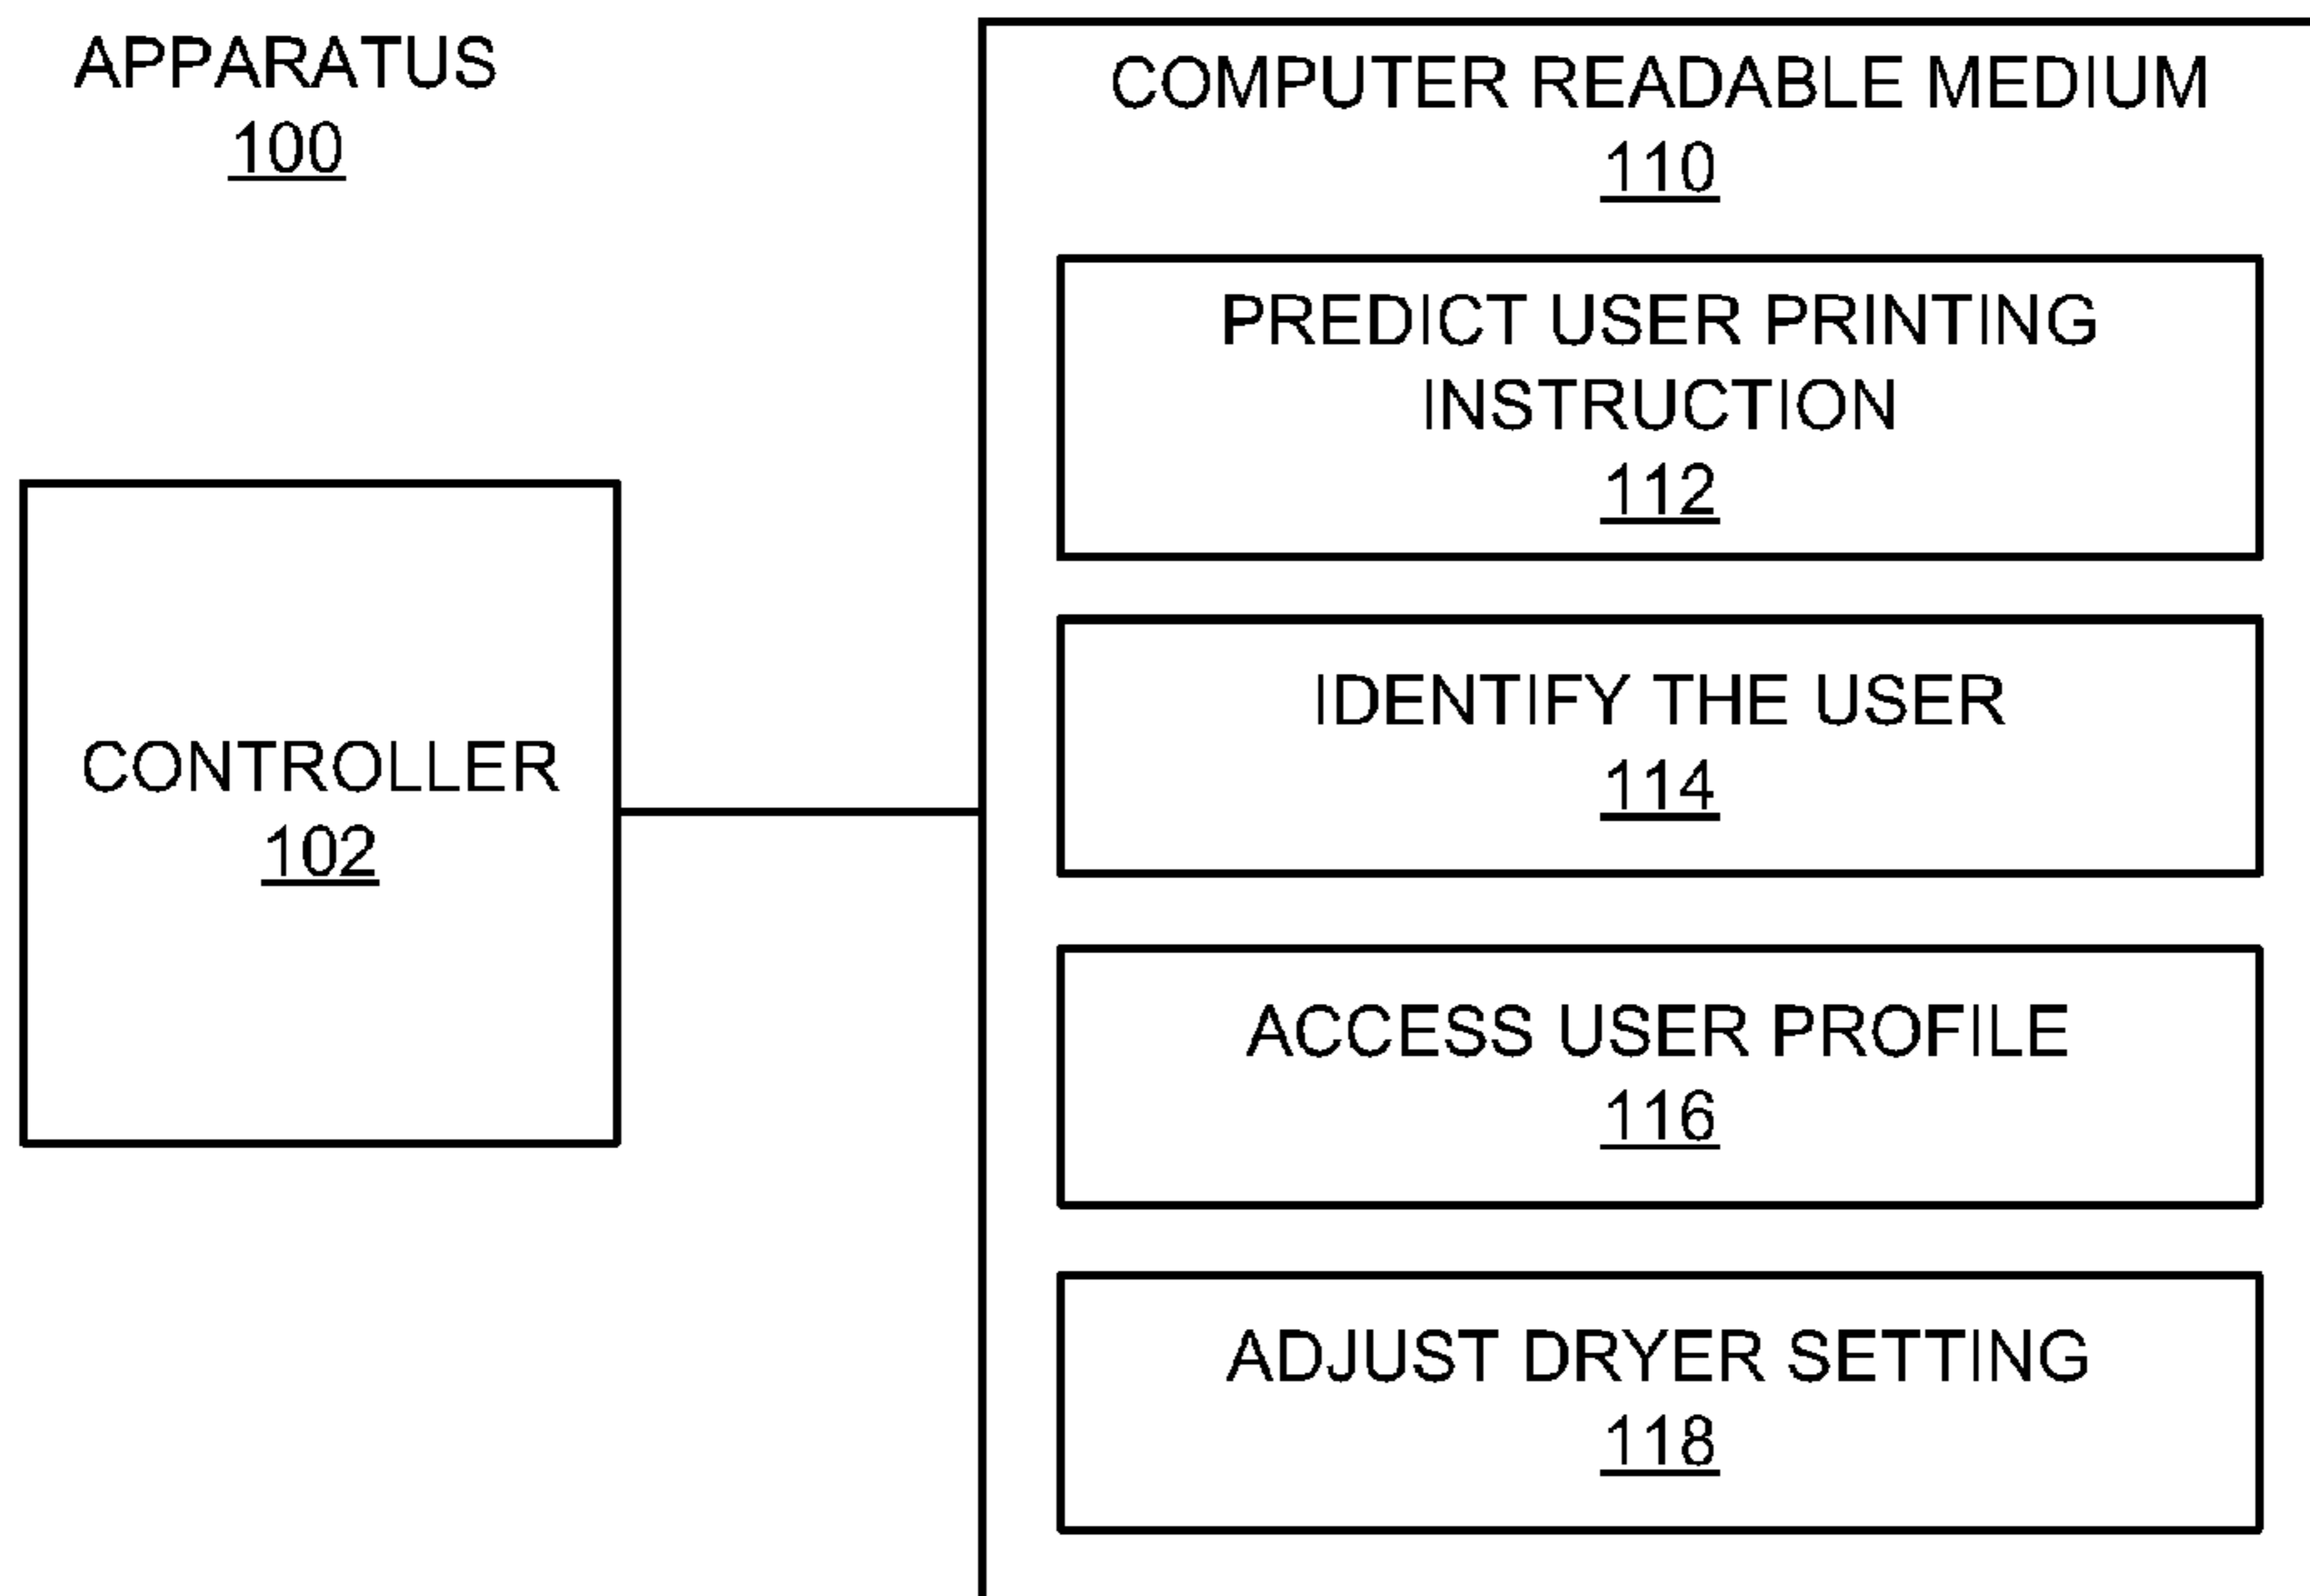 APPARATUS
100
COMPUTER READABLE MEDIUM
110
PREDICT USER PRINTING
INSTRUCTION
112
IDENTIFY THE USER
114
CONTROLLER
102
ACCESS USER PROFILE
116
ADJUST DRYER SETTING
118